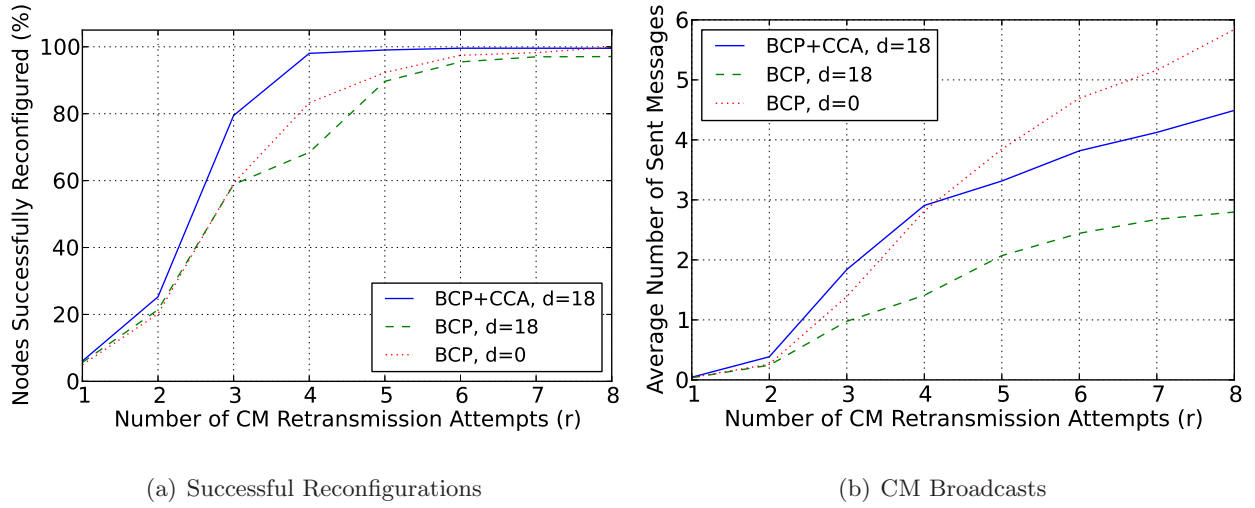 Nodes Successfully Reconfigured (%)
100
80
60
40
20
0
1 2 3 4 5 6 7 8
Number of CM Retransmission Attempts (r)
BCP+CCA, d=18
BCP, d=18
BCP, d=0
(a) Successful Reconfigurations
Average Number of Sent Messages
6
5
4
3
2
1
0
1 2 3 4 5 6 7 8
Number of CM Retransmission Attempts (r)
BCP+CCA, d=18
BCP, d=18
BCP, d=0
(b) CM Broadcasts